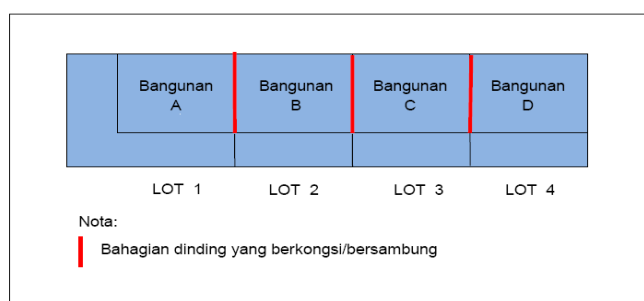 Bangunan
A
Bangunan
B
Bangunan
C
Bangunan
D
LOT 1
LOT 2
LOT 3
LOT 4
Nota:
Bahagian dinding yang berkongsi/bersambung